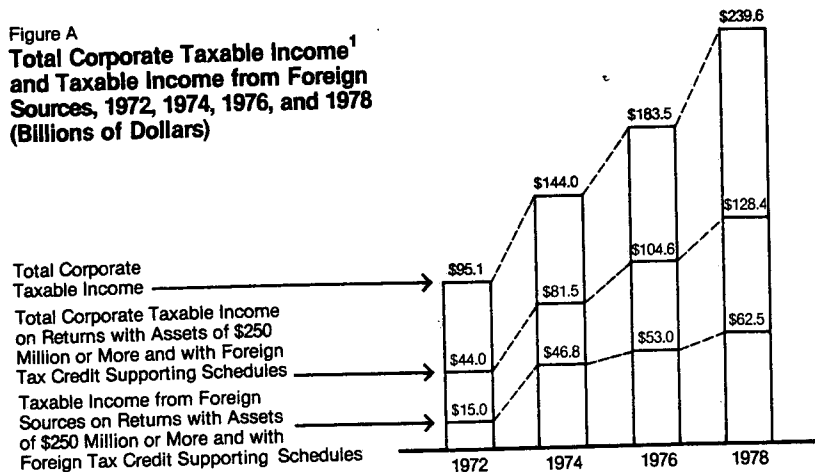 Figure A
Total Corporate Taxable Income¹
and Taxable Income from Foreign
Sources, 1972, 1974, 1976, and 1978
(Billions of Dollars)
$239.6
$183.5
$144.0
$128.4
$104.6
Total Corporate
Taxable Income
$95.1
$81.5
Total Corporate Taxable Income
on Returns with Assets of $250
Million or More and with Foreign
Tax Credit Supporting Schedules
$44.0
$46.8
$53.0
$62.5
Taxable Income from Foreign
Sources on Returns with Assets
of $250 Million or More and with
Foreign Tax Credit Supporting Schedules
$15.0
1972 1974 1976 1978